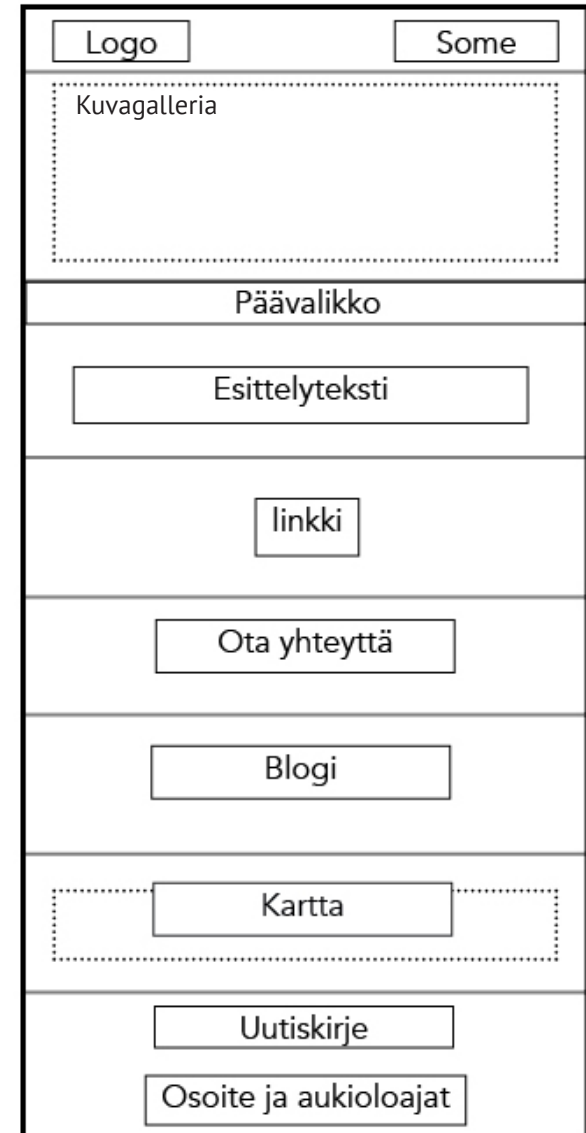 Logo
Some
Kuvagalleria
Päävalikko
Esittelyteksti
linkki
Ota yhteyttä
Blogi
Kartta
Uutiskirje
Osoite ja aukioloajat